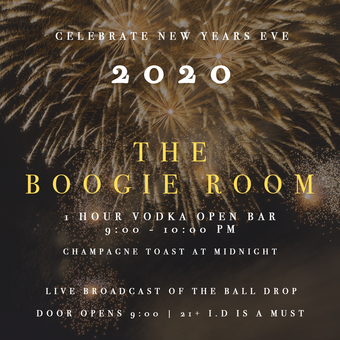 CELEBRATE NEW YEARS EVE
2020
THE
BOOGIE ROOM
1 HOUR VODKA OPEN BAR
9:00 - 10:00 PM
CHAMPAGNE TOAST AT MIDNIGHT
LIVE BROADCAST OF THE BALL DROP
DOOR OPENS 9:00 | 21+ I.D IS A MUST